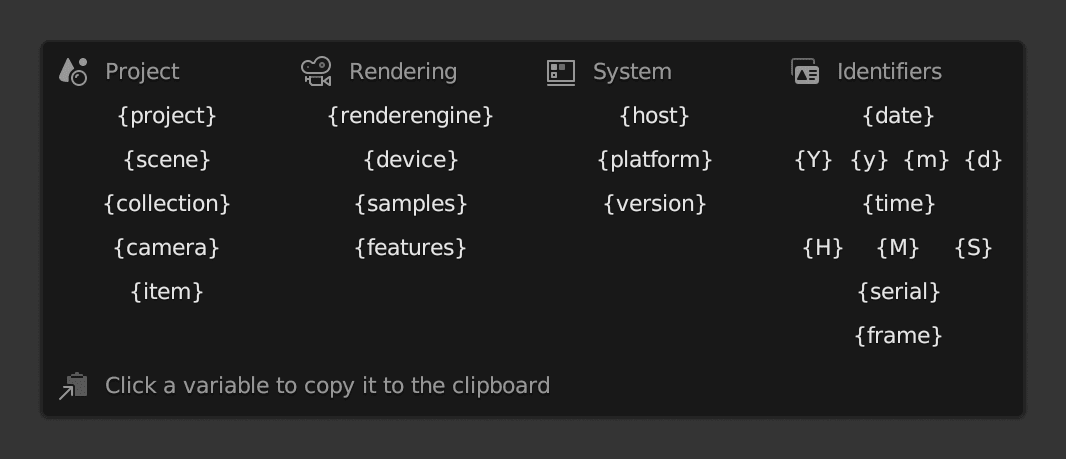 Project Rendering System Identifiers
{project} {renderengine} {host} {date}
{scene} {device} {platform} {Y} {y} {m} {d}
{collection} {samples} {version} {time}
{camera} {features} {H} {M} {S}
{item} {serial}
{frame}
Click a variable to copy it to the clipboard